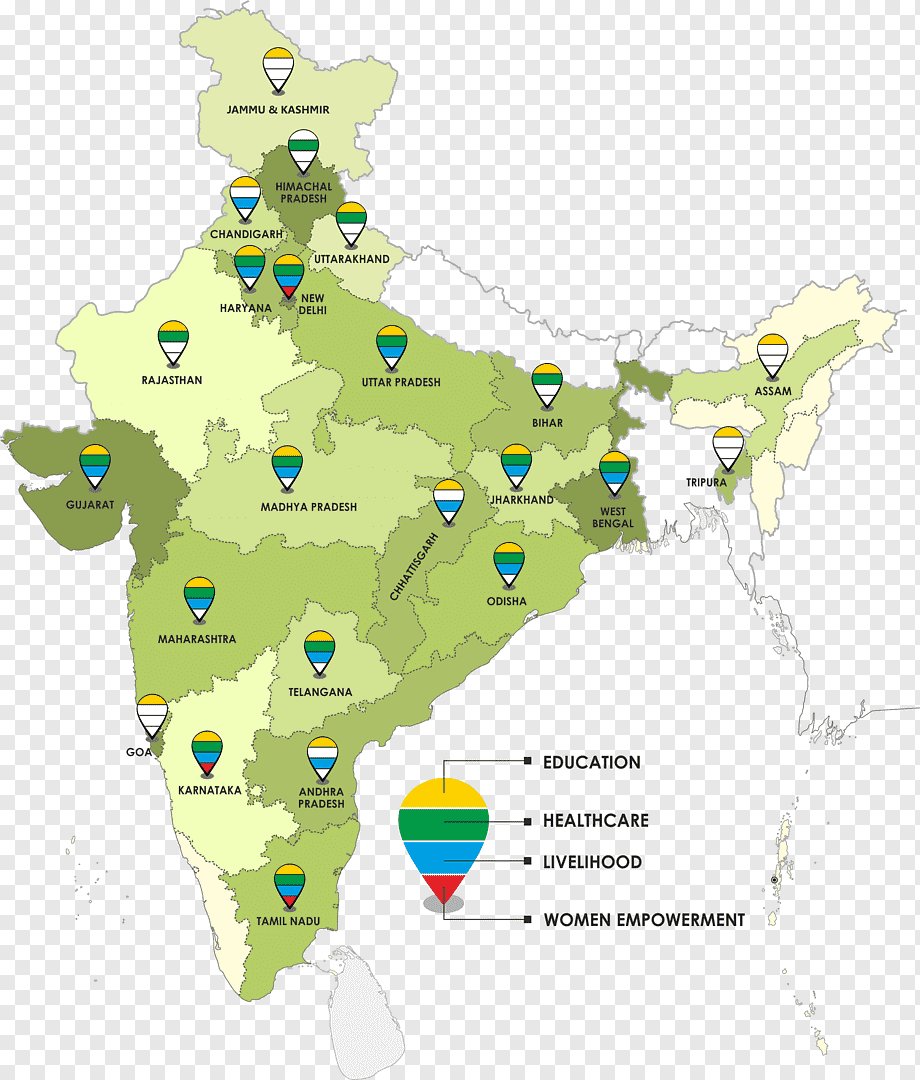 JAMMU & KASHMIR
HIMACHAL
PRADESH
CHANDIGARH
UTTARAKHAND
HARYANA
NEW
DELHI
RAJASTHAN
UTTAR PRADESH
ASSAM
BIHAR
TRIPURA
GUJARAT
MADHYA PRADESH
JHARKHAND
WEST
BENGAL
CHHATTISGARH
ODISHA
MAHARASHTRA
TELANGANA
GOA
KARNATAKA
ANDHRA
PRADESH
TAMIL NADU
EDUCATION
HEALTHCARE
LIVELIHOOD
WOMEN EMPOWERMENT